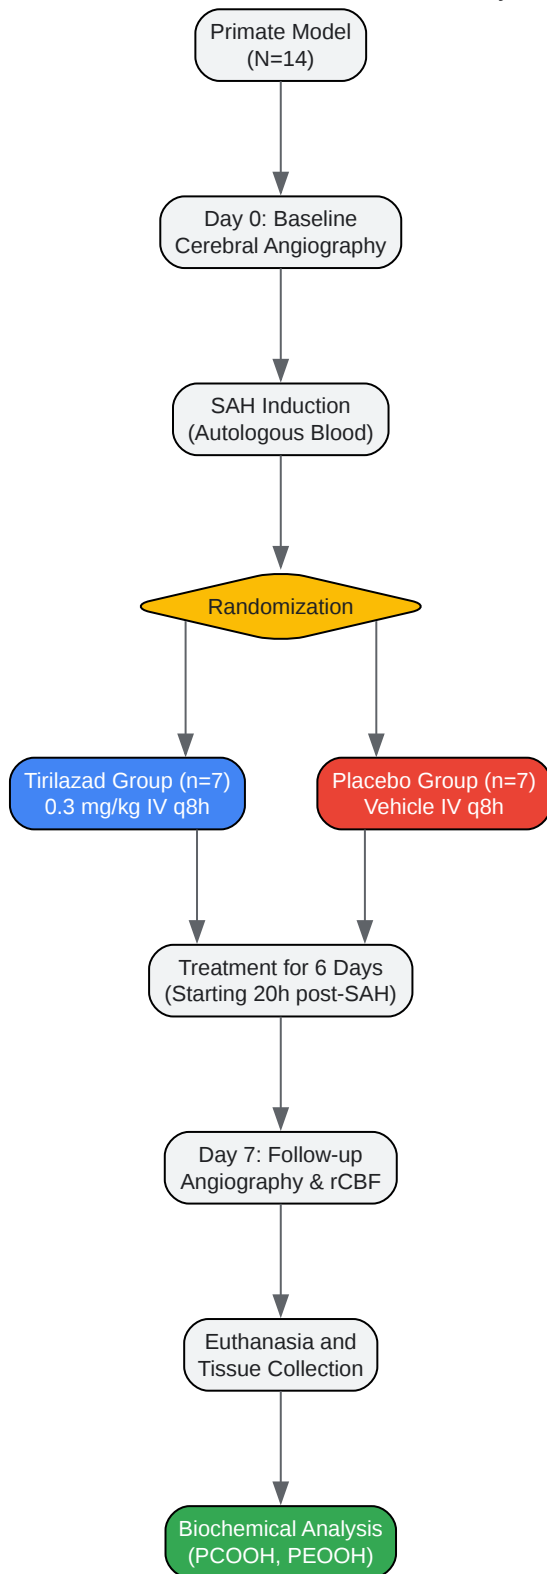 Primate Model
(N=14)
Day 0: Baseline
Cerebral Angiography
SAH Induction
(Autologous Blood)
Randomization
Tirilazad Group (n=7)
0.3 mg/kg IV q8h
Placebo Group (n=7)
Vehicle IV q8h
Treatment for 6 Days
(Starting 20h post-SAH)
Day 7: Follow-up
Angiography & rCBF
Euthanasia and
Tissue Collection
Biochemical Analysis
(PCOOH, PEOOH)